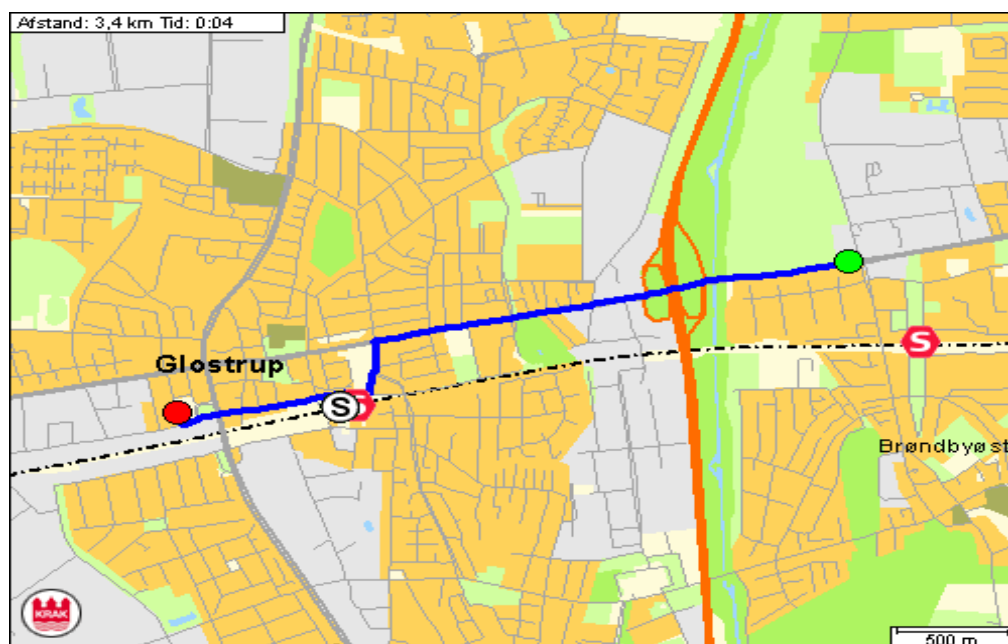 Afstand: 3,4 km Tid: 0:04
Glostrup
S
S
S
Brøndbyøst
KRAK
500 m